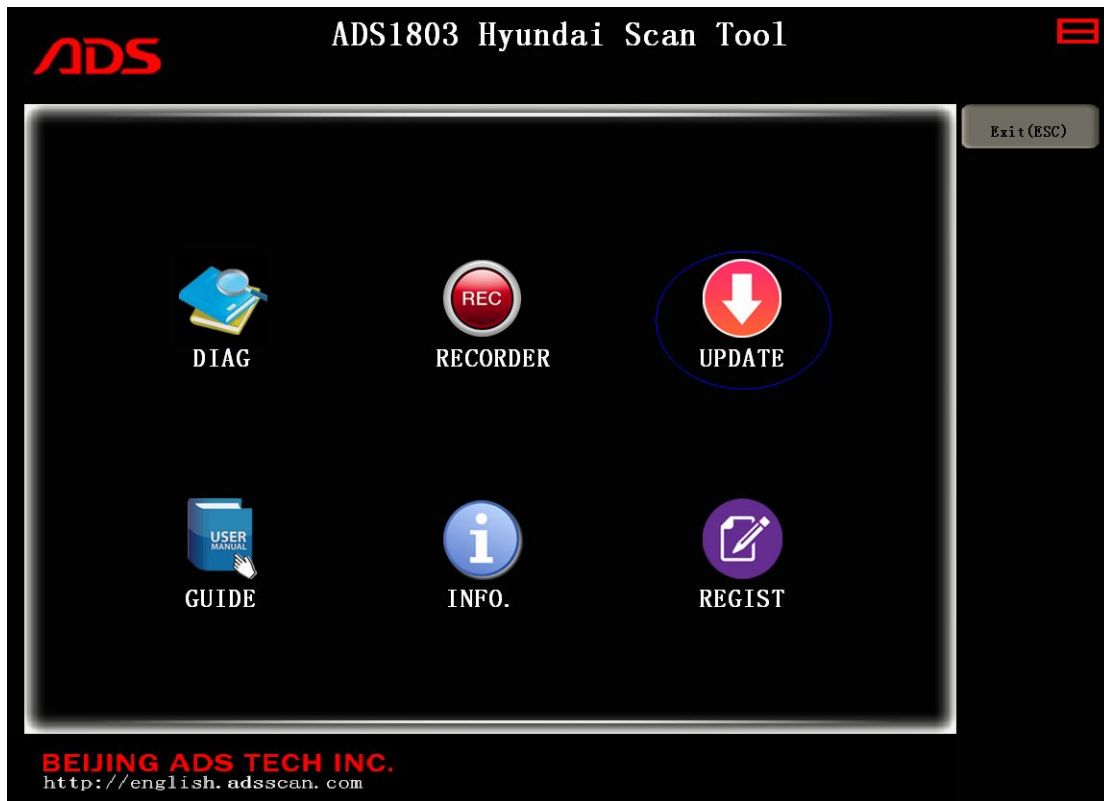 ADS
ADS1803 Hyundai Scan Tool
Exit(ESC)
DIAG
REC
RECORDER
UPDATE
USER
MANUAL
GUIDE
i
INFO.
REGIST
BEIJING ADS TECH INC.
http://english.adsscan.com